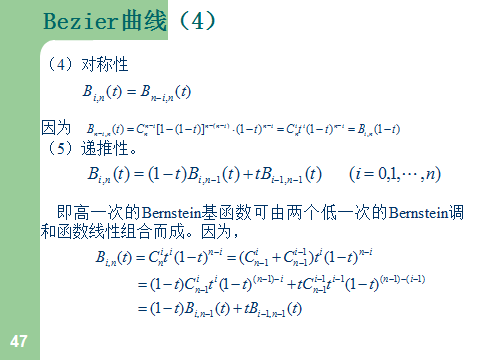 Bezier曲线（4）
（4）对称性
B_{i,n}(t) = B_{n-i,n}(t)
因为 B_{n-i,n}(t) = C_n^{n-i}[1-(1-t)]^{n-(n-i)}·(1-t)^{n-i} = C_n^i t^i (1-t)^{n-i} = B_{i,n}(1-t)
（5）递推性。
B_{i,n}(t) = (1-t)B_{i,n-1}(t) + tB_{i-1,n-1}(t) (i = 0,1,⋯,n)
即高一次的Bernstein基函数可由两个低一次的Bernstein调
和函数线性组合而成。因为，
B_{i,n}(t) = C_n^i t^i (1-t)^{n-i} = (C_{n-1}^i + C_{n-1}^{i-1})t^i (1-t)^{n-i}
= (1-t)C_{n-1}^i t^i (1-t)^{(n-1)-i} + tC_{n-1}^{i-1} t^{i-1} (1-t)^{(n-1)-(i-1)}
= (1-t)B_{i,n-1}(t) + tB_{i-1,n-1}(t)
47